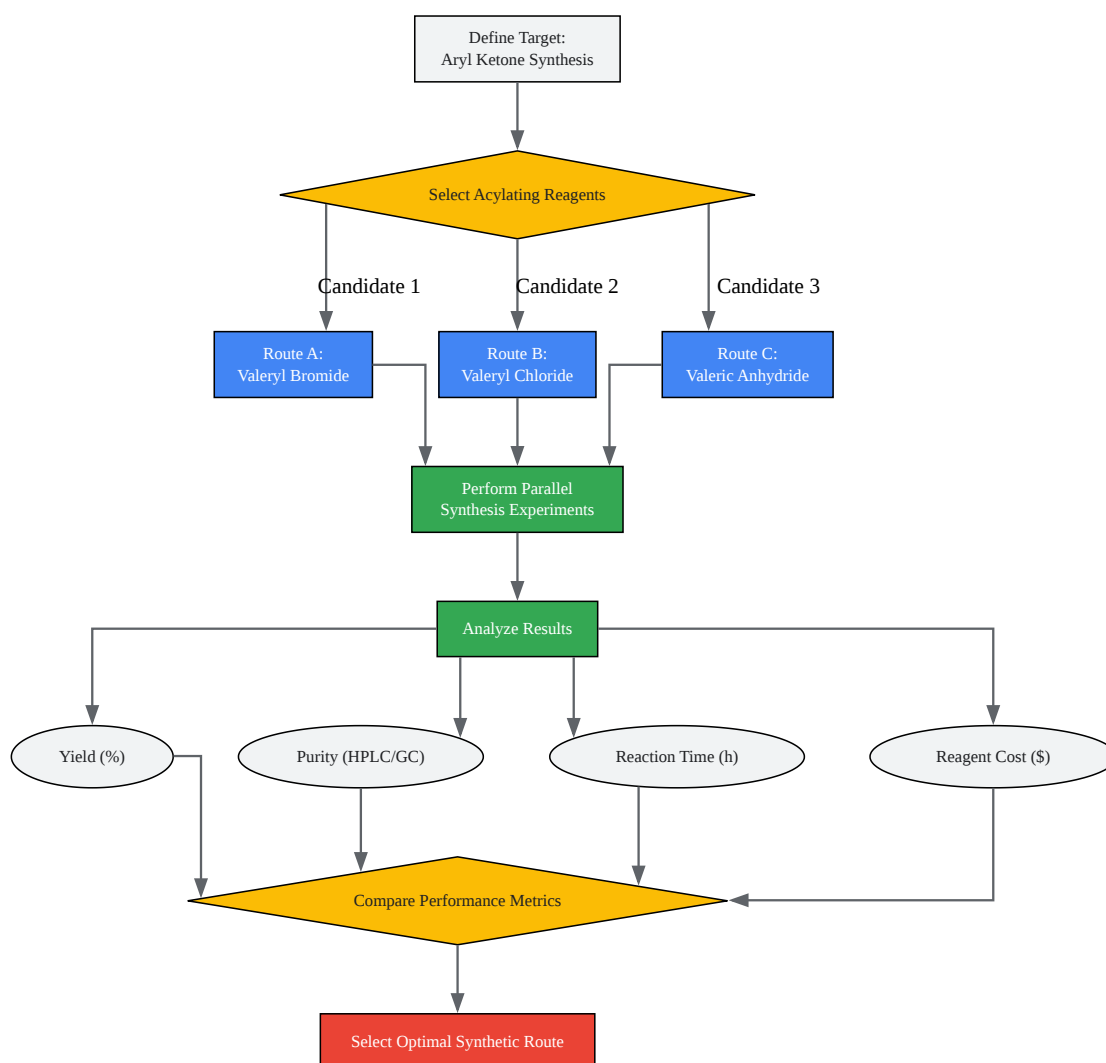 Define Target:
Aryl Ketone Synthesis
Select Acylating Reagents
Candidate 1
Candidate 2
Candidate 3
Route A:
Valeryl Bromide
Route B:
Valeryl Chloride
Route C:
Valeric Anhydride
Perform Parallel
Synthesis Experiments
Analyze Results
Yield (%)
Purity (HPLC/GC)
Reaction Time (h)
Reagent Cost ($)
Compare Performance Metrics
Select Optimal Synthetic Route